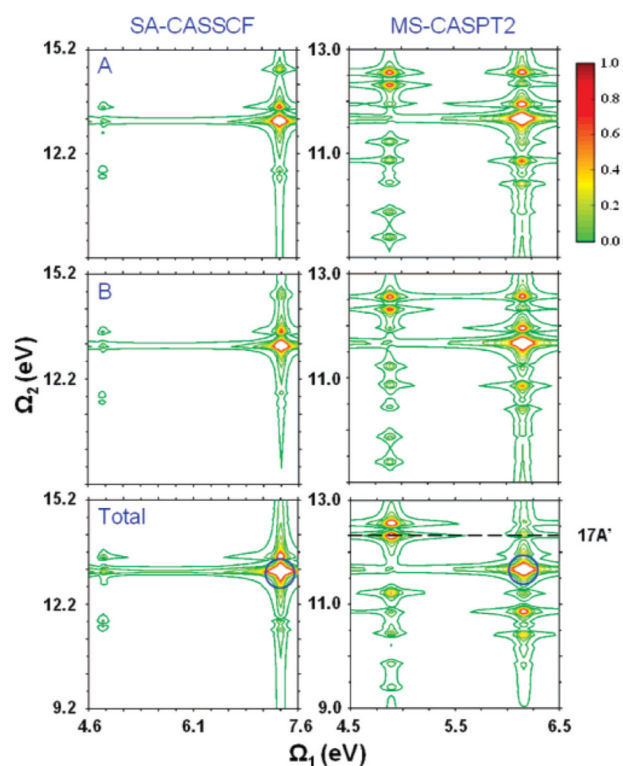 SA-CASSCF MS-CASPT2
15.2 13.0 1.0
A 0.8
0.6
12.2 11.0 0.4
0.2
0.0
15.2 13.0
B
12.2 11.0
Ω2 (eV)
15.2 13.0
Total 17A'
12.2 11.0
9.2 9.0
4.6 6.1 7.6 4.5 5.5 6.5
Ω1 (eV)